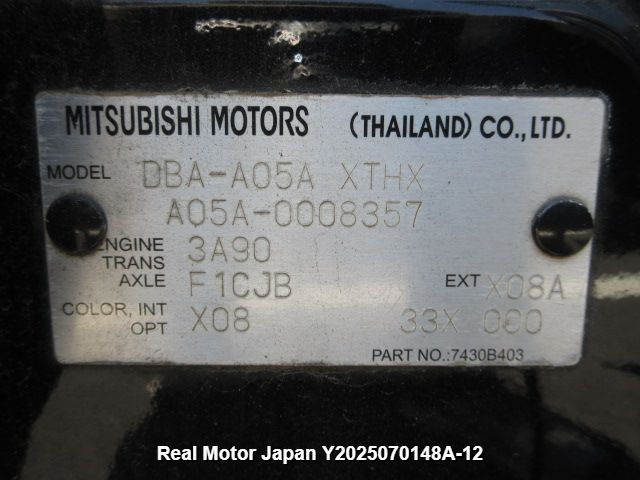 MITSUBISHI MOTORS (THAILAND) CO., LTD.
MODEL DBA-A05A XTHX
A05A-0008357
ENGINE 3A90
TRANS
AXLE F1CJB EXT X08A
COLOR, INT
OPT X08 33X 000
PART NO.:7430B403
Real Motor Japan Y2025070148A-12